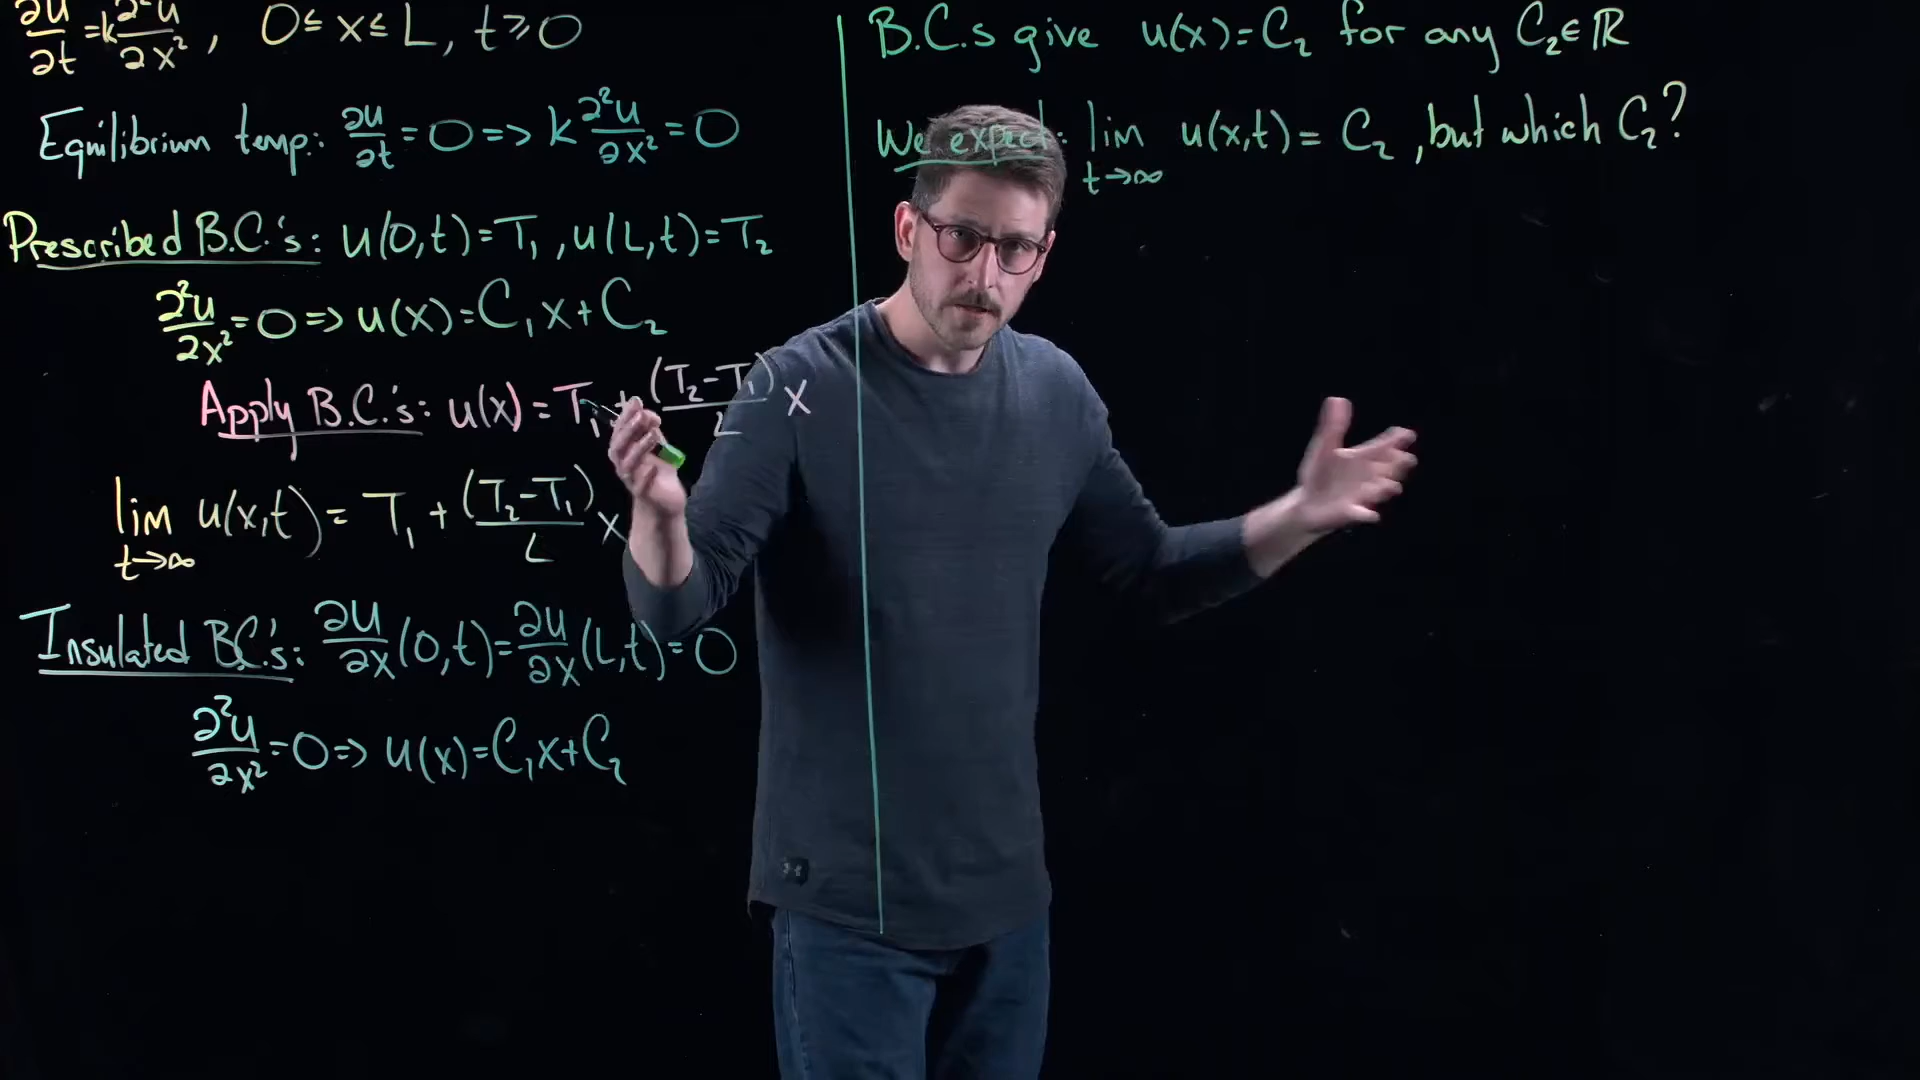 ∂u/∂t = k ∂²u/∂x² , 0 ≤ x ≤ L, t ≥ 0
Equilibrium temp.: ∂u/∂t = 0 => k ∂²u/∂x² = 0
Prescribed B.C.'s: u(0,t) = T₁ , u(L,t) = T₂
∂²u/∂x² = 0 => u(x) = C₁x + C₂
Apply B.C.'s: u(x) = T₁ + (T₂-T₁)/L x
lim t→∞ u(x,t) = T₁ + (T₂-T₁)/L x
Insulated B.C.'s: ∂u/∂x (0,t) = ∂u/∂x (L,t) = 0
∂²u/∂x² = 0 => u(x) = C₁x + C₂
B.C.s give u(x) = C₂ for any C₂ ∈ ℝ
We expect: lim t→∞ u(x,t) = C₂ , but which C₂?